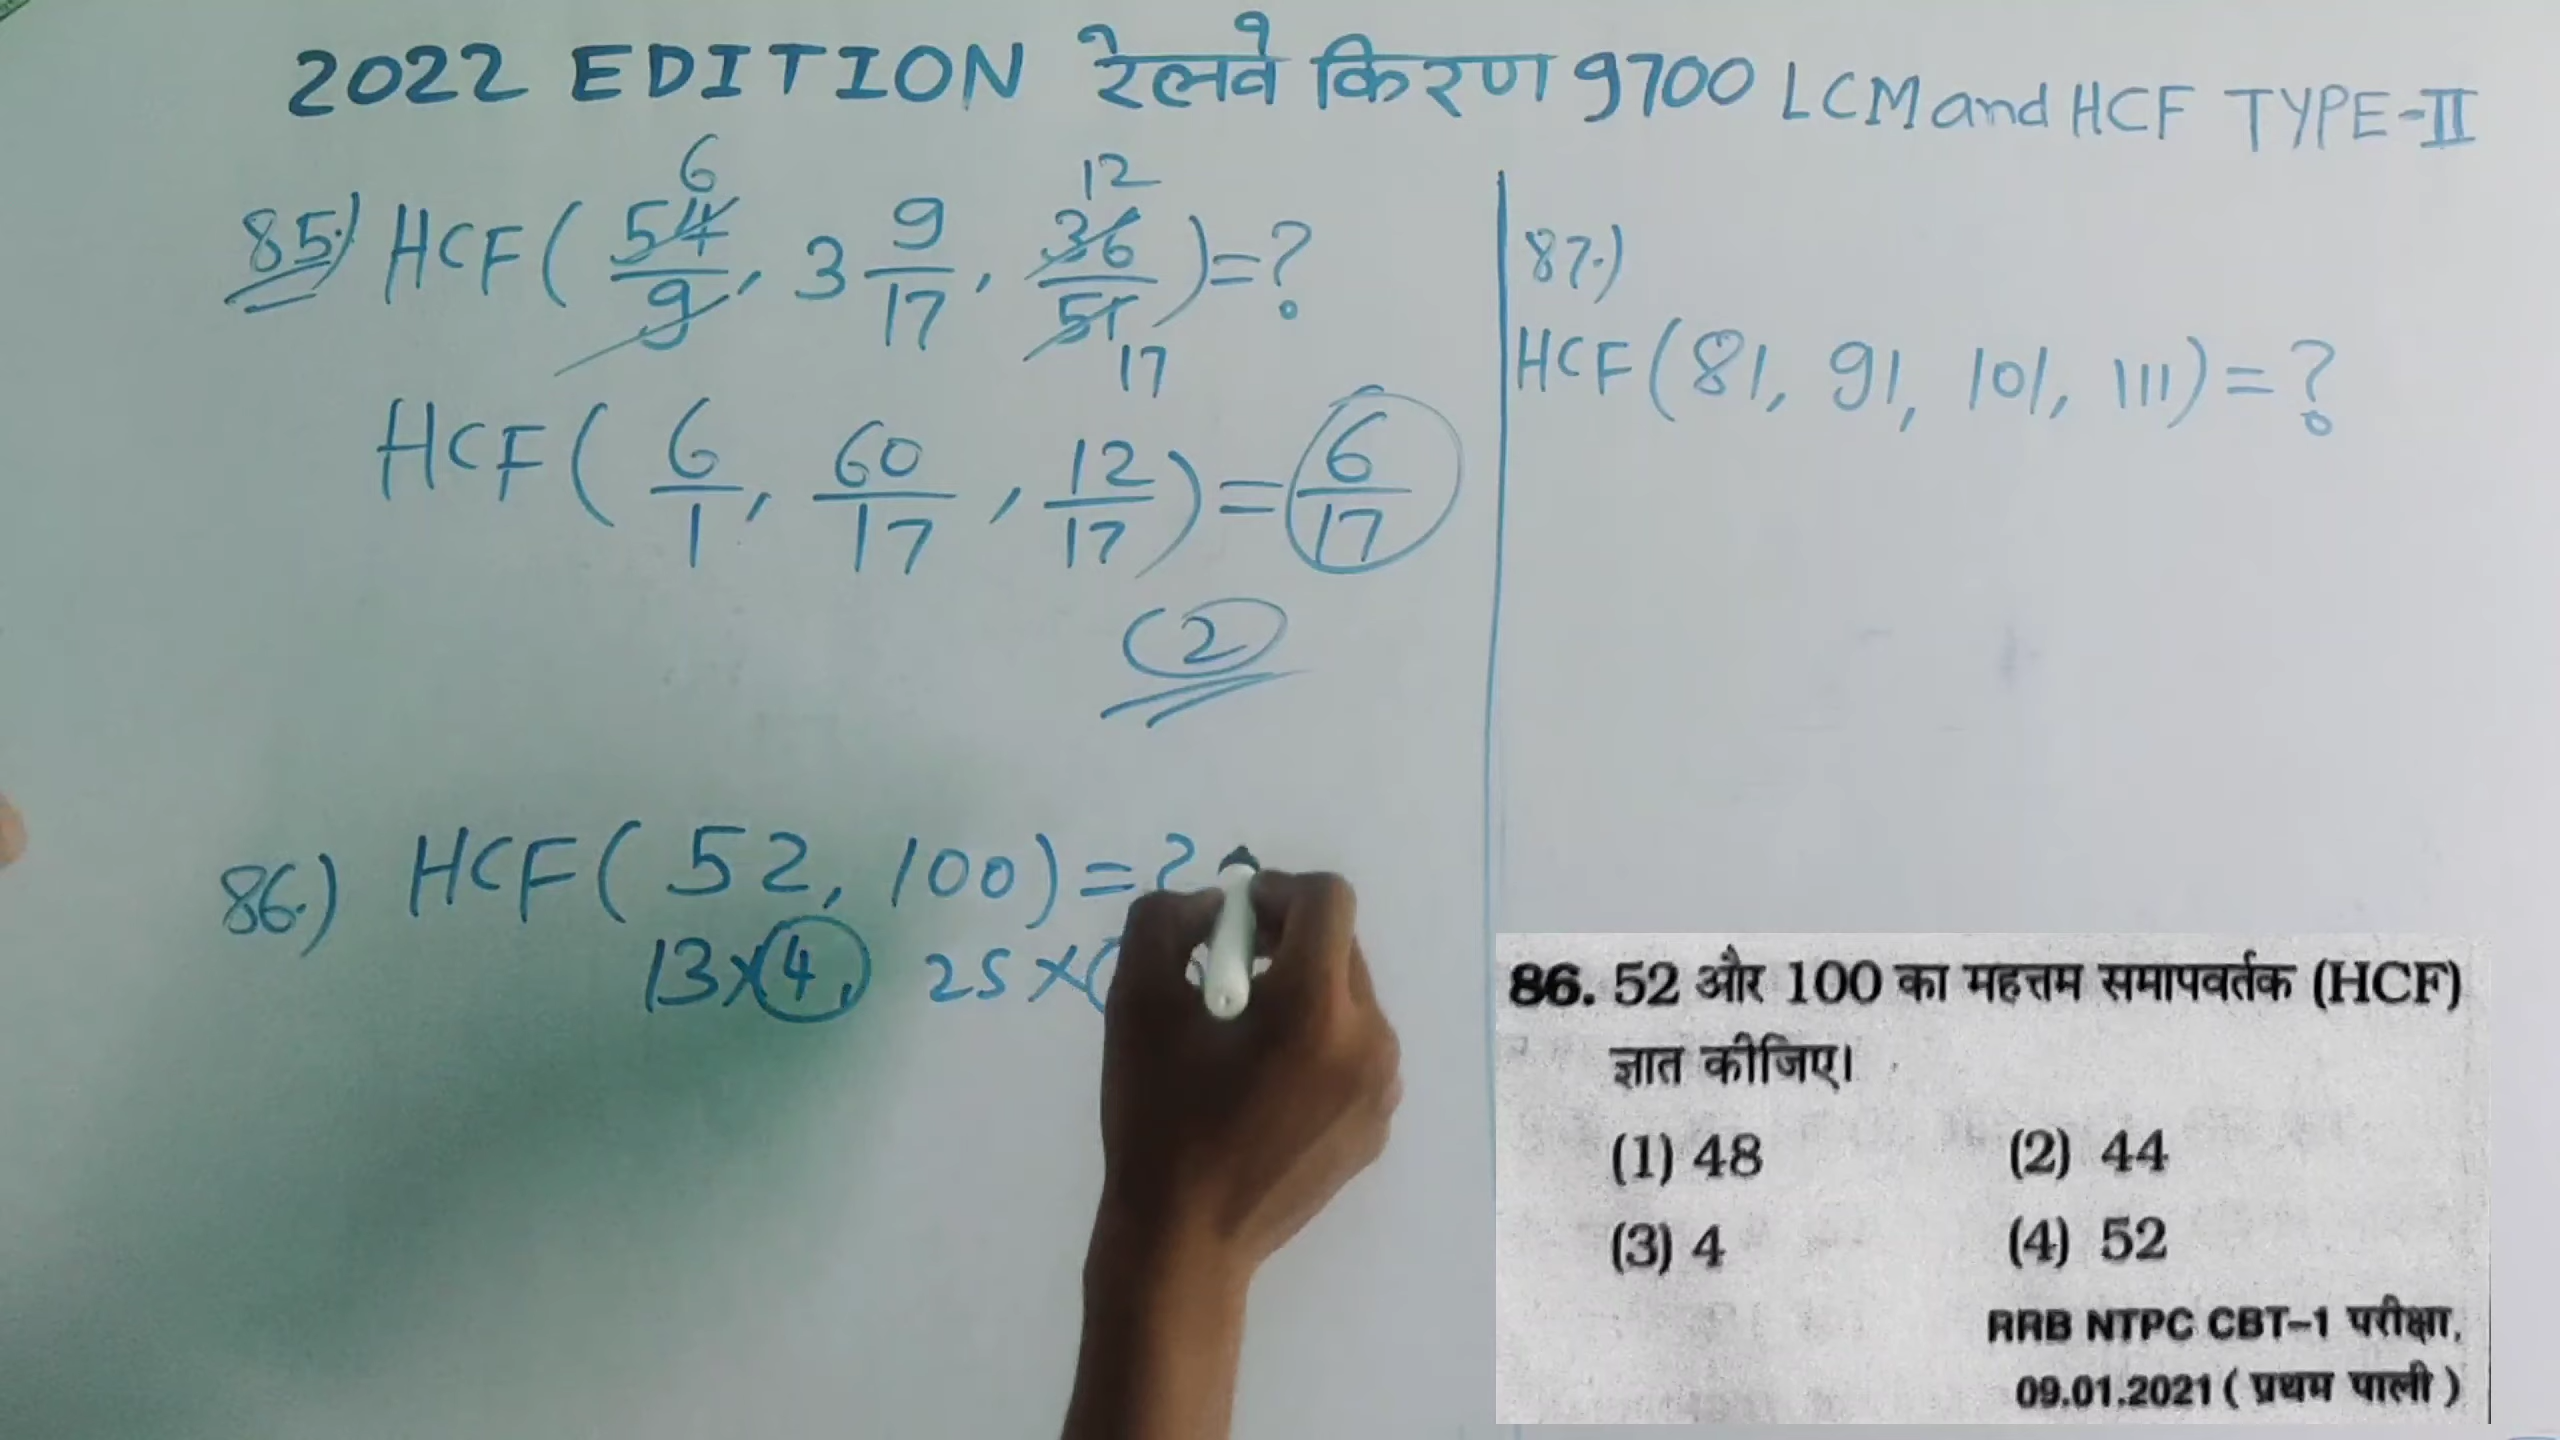 2022 EDITION रेलवे किरण 9700 LCM and HCF TYPE-II
85.) HCF ( 54/9, 3 9/17, 36/51 ) = ?
6 12
17
HCF ( 6/1, 60/17, 12/17 ) = 6/17
(2)
86.) HCF ( 52, 100 ) = ?
13 × 4, 25 ×
87.)
HCF ( 81, 91, 101, 111 ) = ?
86. 52 और 100 का महत्तम समापवर्तक (HCF)
ज्ञात कीजिए।
(1) 48 (2) 44
(3) 4 (4) 52
RRB NTPC CBT-1 परीक्षा,
09.01.2021 ( प्रथम पाली )